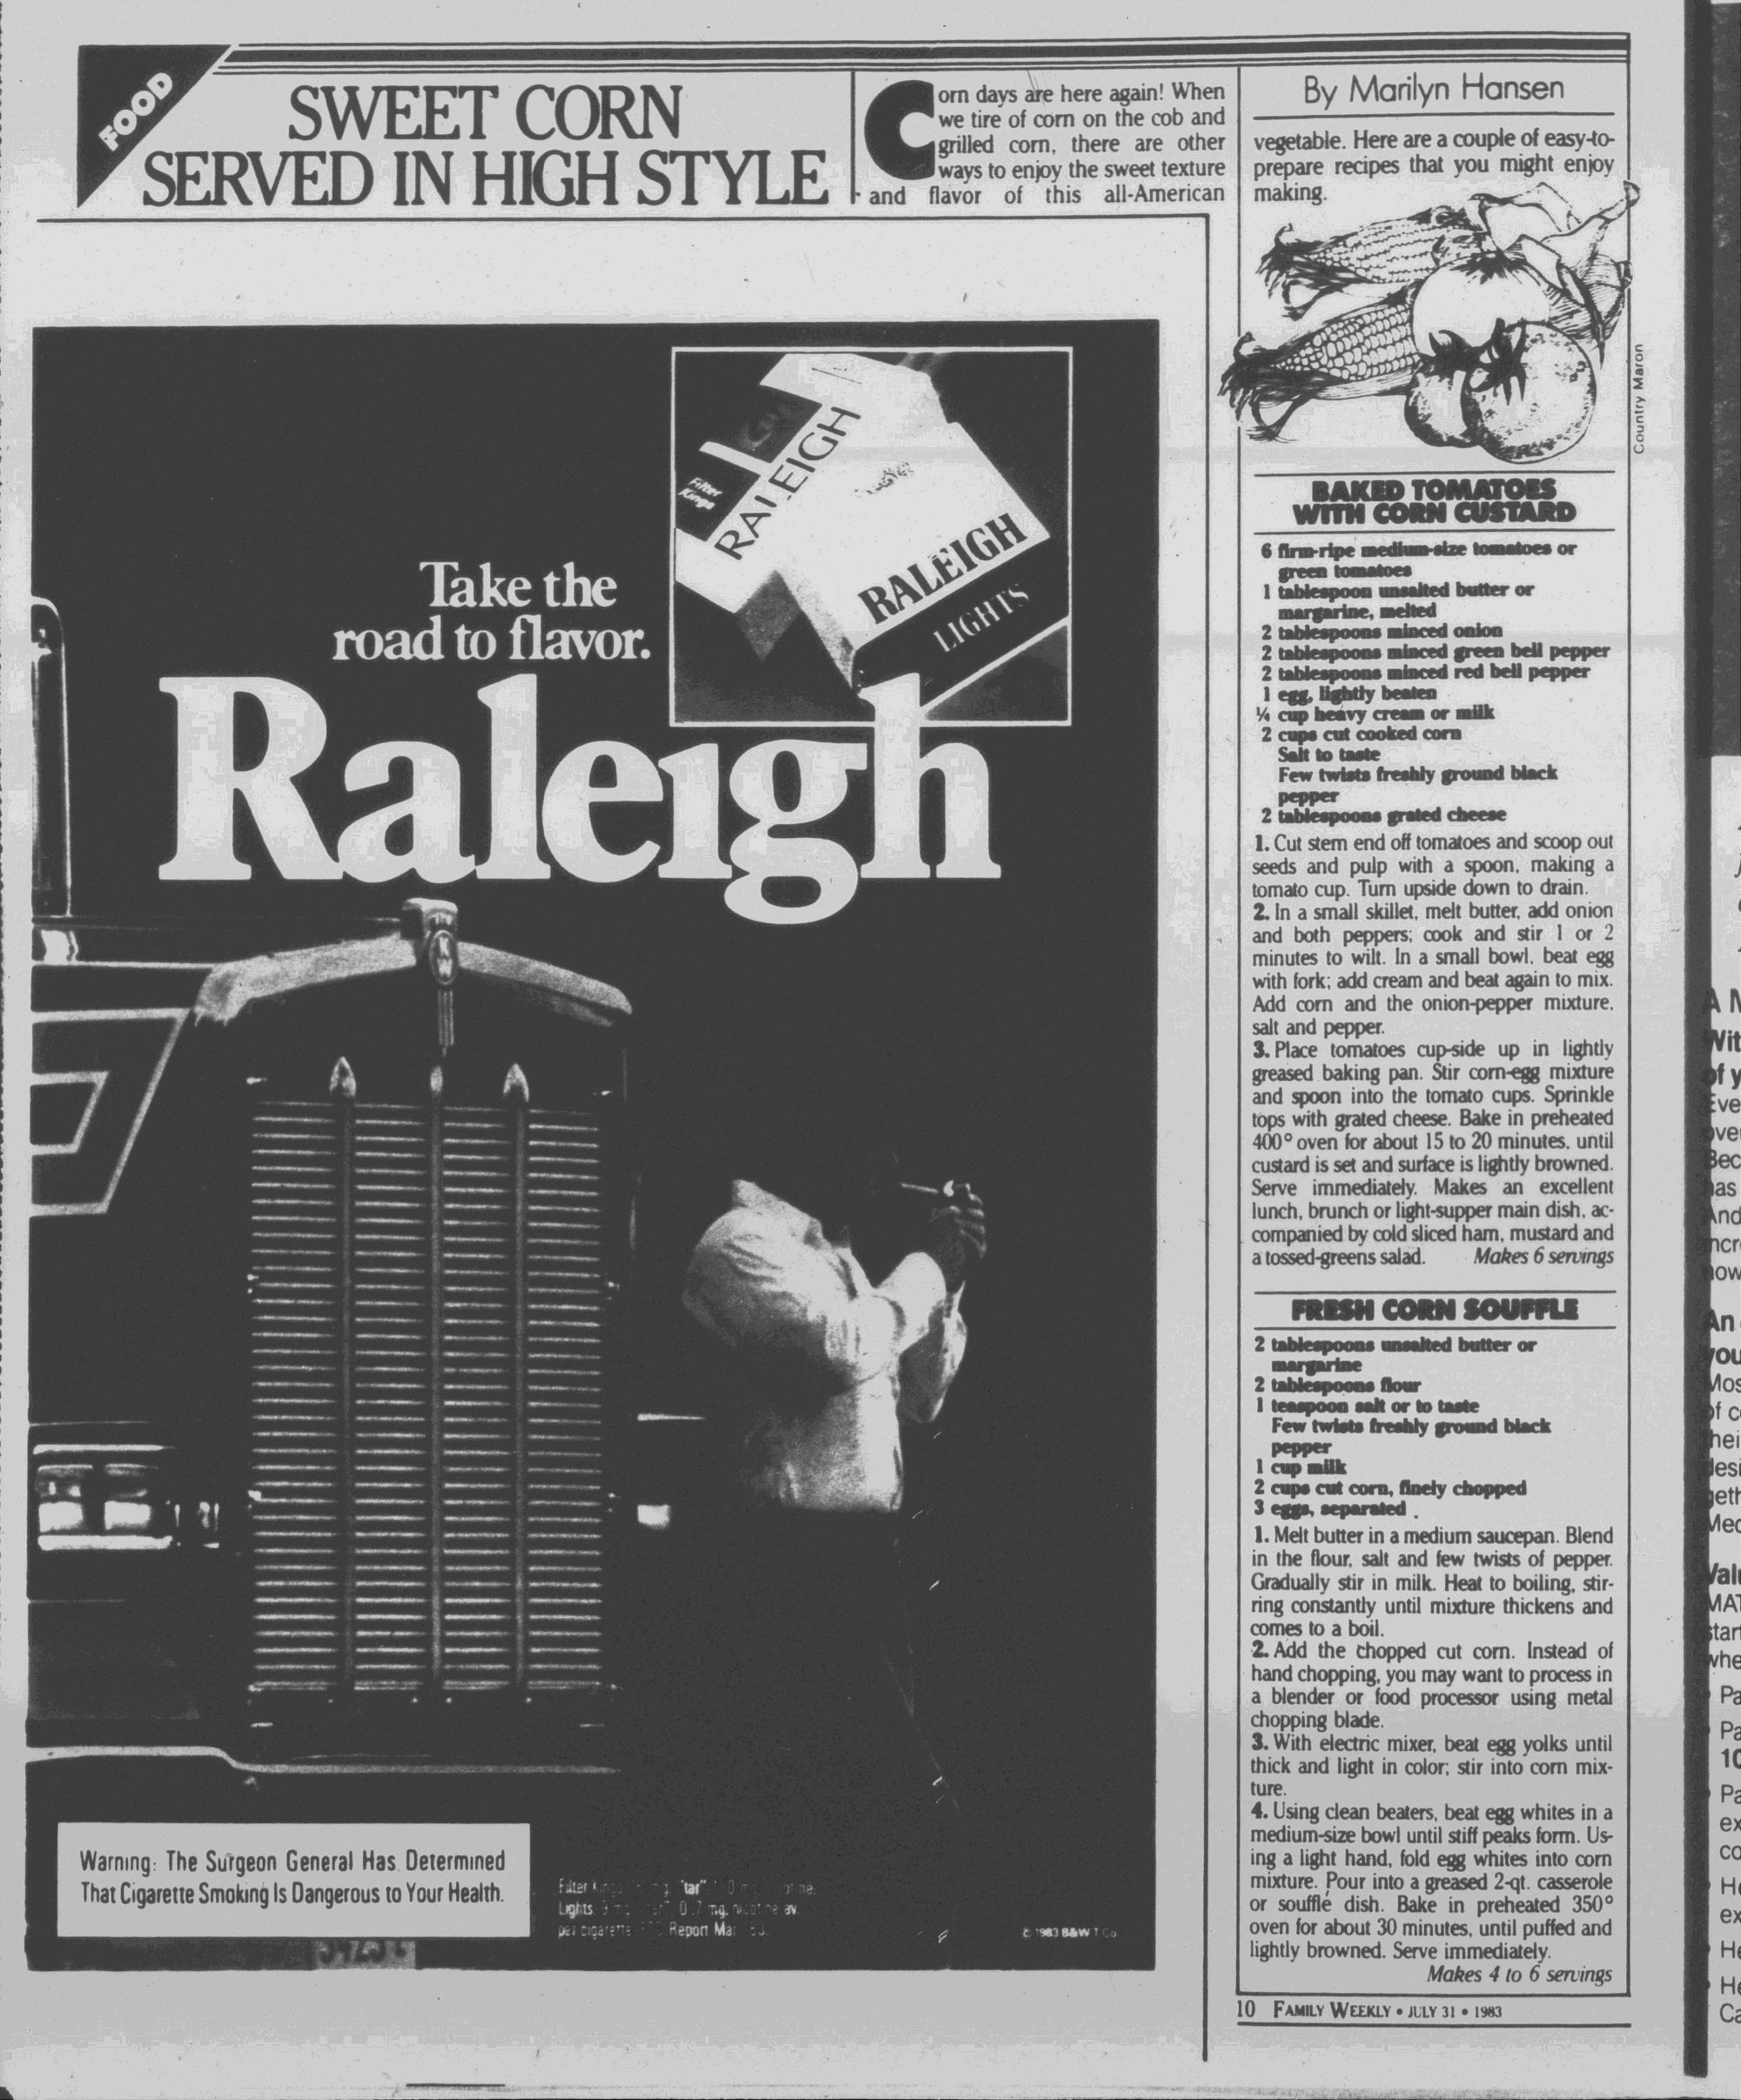 FOOD
SWEET CORN
SERVED IN HIGH STYLE
Corn days are here again! When
we tire of corn on the cob and
grilled corn, there are other
ways to enjoy the sweet texture
and flavor of this all-American
By Marilyn Hansen
vegetable. Here are a couple of easy-to-
prepare recipes that you might enjoy
making.
Country Maron
BAKED TOMATOES
WITH CORN CUSTARD
6 firm-ripe medium-size tomatoes or
green tomatoes
1 tablespoon unsalted butter or
margarine, melted
2 tablespoons minced onion
2 tablespoons minced green bell pepper
2 tablespoons minced red bell pepper
1 egg, lightly beaten
¼ cup heavy cream or milk
2 cups cut cooked corn
Salt to taste
Few twists freshly ground black
pepper
2 tablespoons grated cheese
1. Cut stem end off tomatoes and scoop out
seeds and pulp with a spoon, making a
tomato cup. Turn upside down to drain.
2. In a small skillet, melt butter, add onion
and both peppers; cook and stir 1 or 2
minutes to wilt. In a small bowl, beat egg
with fork; add cream and beat again to mix.
Add corn and the onion-pepper mixture,
salt and pepper.
3. Place tomatoes cup-side up in lightly
greased baking pan. Stir corn-egg mixture
and spoon into the tomato cups. Sprinkle
tops with grated cheese. Bake in preheated
400° oven for about 15 to 20 minutes, until
custard is set and surface is lightly browned.
Serve immediately. Makes an excellent
lunch, brunch or light-supper main dish, ac-
companied by cold sliced ham, mustard and
a tossed-greens salad. Makes 6 servings
FRESH CORN SOUFFLE
2 tablespoons unsalted butter or
margarine
2 tablespoons flour
1 teaspoon salt or to taste
Few twists freshly ground black
pepper
1 cup milk
2 cups cut corn, finely chopped
3 eggs, separated
1. Melt butter in a medium saucepan. Blend
in the flour, salt and few twists of pepper.
Gradually stir in milk. Heat to boiling, stir-
ring constantly until mixture thickens and
comes to a boil.
2. Add the chopped cut corn. Instead of
hand chopping, you may want to process in
a blender or food processor using metal
chopping blade.
3. With electric mixer, beat egg yolks until
thick and light in color; stir into corn mix-
ture.
4. Using clean beaters, beat egg whites in a
medium-size bowl until stiff peaks form. Us-
ing a light hand, fold egg whites into corn
mixture. Pour into a greased 2-qt. casserole
or soufflé dish. Bake in preheated 350°
oven for about 30 minutes, until puffed and
lightly browned. Serve immediately.
Makes 4 to 6 servings
10 FAMILY WEEKLY • JULY 31 • 1983
Filter
Kings
RALEIGH
RALEIGH
LIGHTS
Take the
road to flavor.
Raleigh
Warning: The Surgeon General Has Determined
That Cigarette Smoking Is Dangerous to Your Health.
Filter "tar"
Lights 0.7 mg. nicotine av.
per cigarette Report Mar.
© 1983 B&W T Co